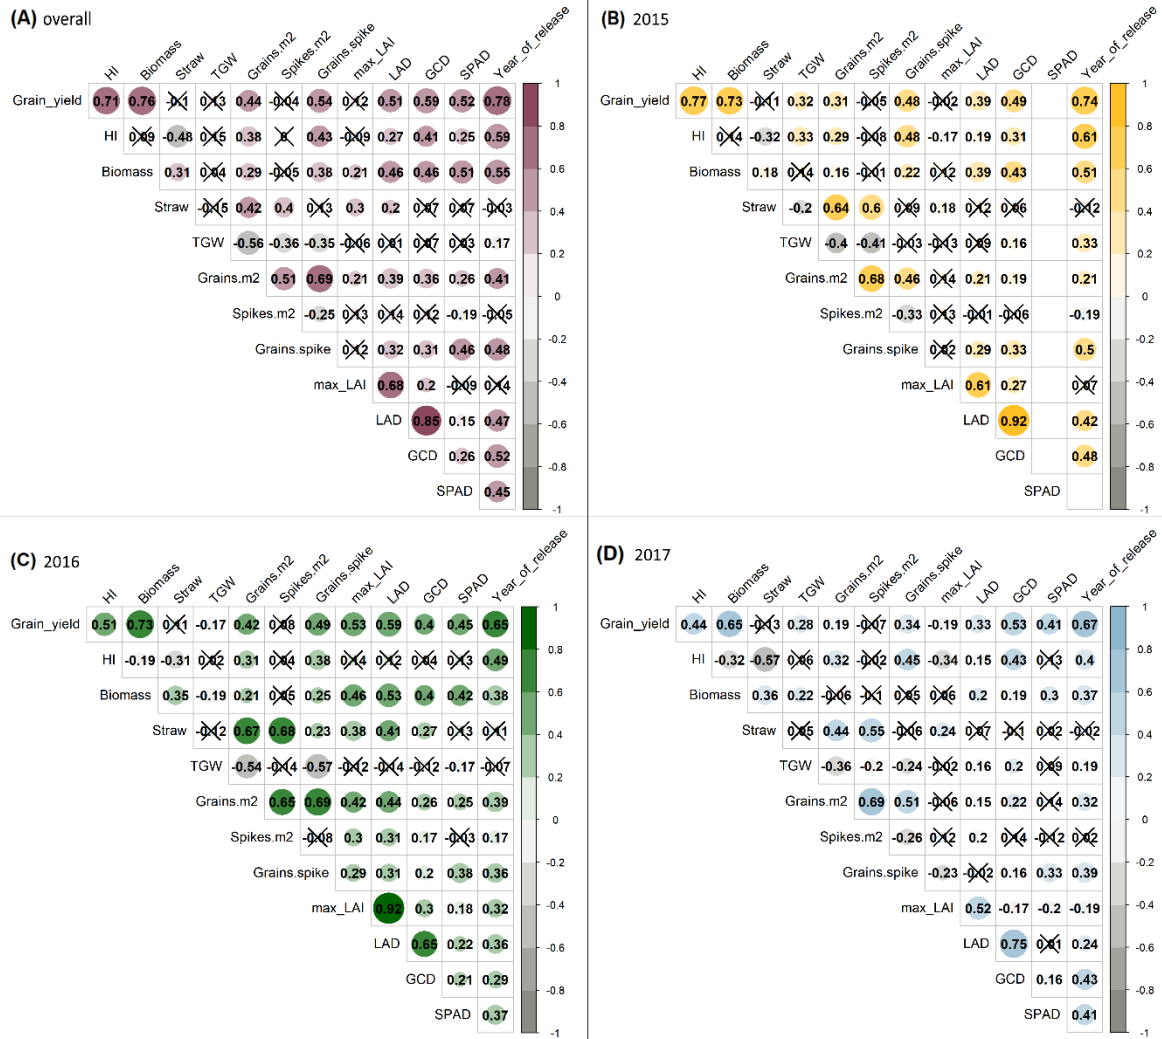 (A) overall
HI Biomass Straw TGW Grains.m2 Spikes.m2 Grains.spike max_LAI LAD GCD SPAD Year_of_release
Grain_yield 0.71 0.76 -0.1 0.13 0.44 -0.04 0.54 0.12 0.51 0.59 0.52 0.78
HI 0.09 -0.48 0.15 0.38 0 0.43 -0.09 0.27 0.41 0.25 0.59
Biomass 0.31 0.04 0.29 -0.05 0.38 0.21 0.46 0.46 0.51 0.55
Straw -0.15 0.42 0.4 0.13 0.3 0.2 0.07 0.07 -0.03
TGW -0.56 -0.36 -0.35 -0.06 0.01 0.07 0.03 0.17
Grains.m2 0.51 0.69 0.21 0.39 0.36 0.26 0.41
Spikes.m2 -0.25 0.13 0.14 0.12 -0.19 -0.05
Grains.spike 0.12 0.32 0.31 0.46 0.48
max_LAI 0.68 0.2 -0.09 0.14
LAD 0.85 0.15 0.47
GCD 0.26 0.52
SPAD 0.45
1
0.8
0.6
0.4
0.2
0
-0.2
-0.4
-0.6
-0.8
-1
(B) 2015
HI Biomass Straw TGW Grains.m2 Spikes.m2 Grains.spike max_LAI LAD GCD SPAD Year_of_release
Grain_yield 0.77 0.73 -0.11 0.32 0.31 -0.05 0.48 -0.02 0.39 0.49 0.74
HI 0.14 -0.32 0.33 0.29 -0.08 0.48 -0.17 0.19 0.31 0.61
Biomass 0.18 0.14 0.16 -0.01 0.22 0.12 0.39 0.43 0.51
Straw -0.2 0.64 0.6 0.09 0.18 0.12 0.06 -0.12
TGW -0.4 -0.41 -0.03 -0.13 0.09 0.16 0.33
Grains.m2 0.68 0.46 0.14 0.21 0.19 0.21
Spikes.m2 -0.33 0.13 -0.01 -0.06 -0.19
Grains.spike 0.02 0.29 0.33 0.5
max_LAI 0.61 0.27 0.07
LAD 0.92 0.42
GCD 0.48
SPAD
1
0.8
0.6
0.4
0.2
0
-0.2
-0.4
-0.6
-0.8
-1
(C) 2016
HI Biomass Straw TGW Grains.m2 Spikes.m2 Grains.spike max_LAI LAD GCD SPAD Year_of_release
Grain_yield 0.51 0.73 0.11 -0.17 0.42 0.08 0.49 0.53 0.59 0.4 0.45 0.65
HI -0.19 -0.31 0.02 0.31 0.04 0.38 0.14 0.12 0.04 0.13 0.49
Biomass 0.35 -0.19 0.21 0.05 0.25 0.46 0.53 0.4 0.42 0.38
Straw -0.12 0.67 0.68 0.23 0.38 0.41 0.27 0.13 0.11
TGW -0.54 -0.14 -0.57 -0.12 -0.14 -0.12 -0.17 -0.07
Grains.m2 0.65 0.69 0.42 0.44 0.26 0.25 0.39
Spikes.m2 -0.08 0.3 0.31 0.17 -0.03 0.17
Grains.spike 0.29 0.31 0.2 0.38 0.36
max_LAI 0.92 0.3 0.18 0.32
LAD 0.65 0.22 0.36
GCD 0.21 0.29
SPAD 0.37
1
0.8
0.6
0.4
0.2
0
-0.2
-0.4
-0.6
-0.8
-1
(D) 2017
HI Biomass Straw TGW Grains.m2 Spikes.m2 Grains.spike max_LAI LAD GCD SPAD Year_of_release
Grain_yield 0.44 0.65 -0.13 0.28 0.19 -0.07 0.34 -0.19 0.33 0.53 0.41 0.67
HI -0.32 -0.57 0.06 0.32 -0.02 0.45 -0.34 0.15 0.43 0.13 0.4
Biomass 0.36 0.22 -0.06 -0.1 0.05 0.06 0.2 0.19 0.3 0.37
Straw 0.05 0.44 0.55 -0.06 0.24 0.07 -0.1 0.02 -0.02
TGW -0.36 -0.2 -0.24 -0.02 0.16 0.2 0.09 0.19
Grains.m2 0.69 0.51 -0.06 0.15 0.22 0.14 0.32
Spikes.m2 -0.26 0.12 0.2 0.14 -0.12 0.02
Grains.spike -0.23 -0.02 0.16 0.33 0.39
max_LAI 0.52 -0.17 -0.2 -0.19
LAD 0.75 0.01 0.24
GCD 0.16 0.43
SPAD 0.41
1
0.8
0.6
0.4
0.2
0
-0.2
-0.4
-0.6
-0.8
-1